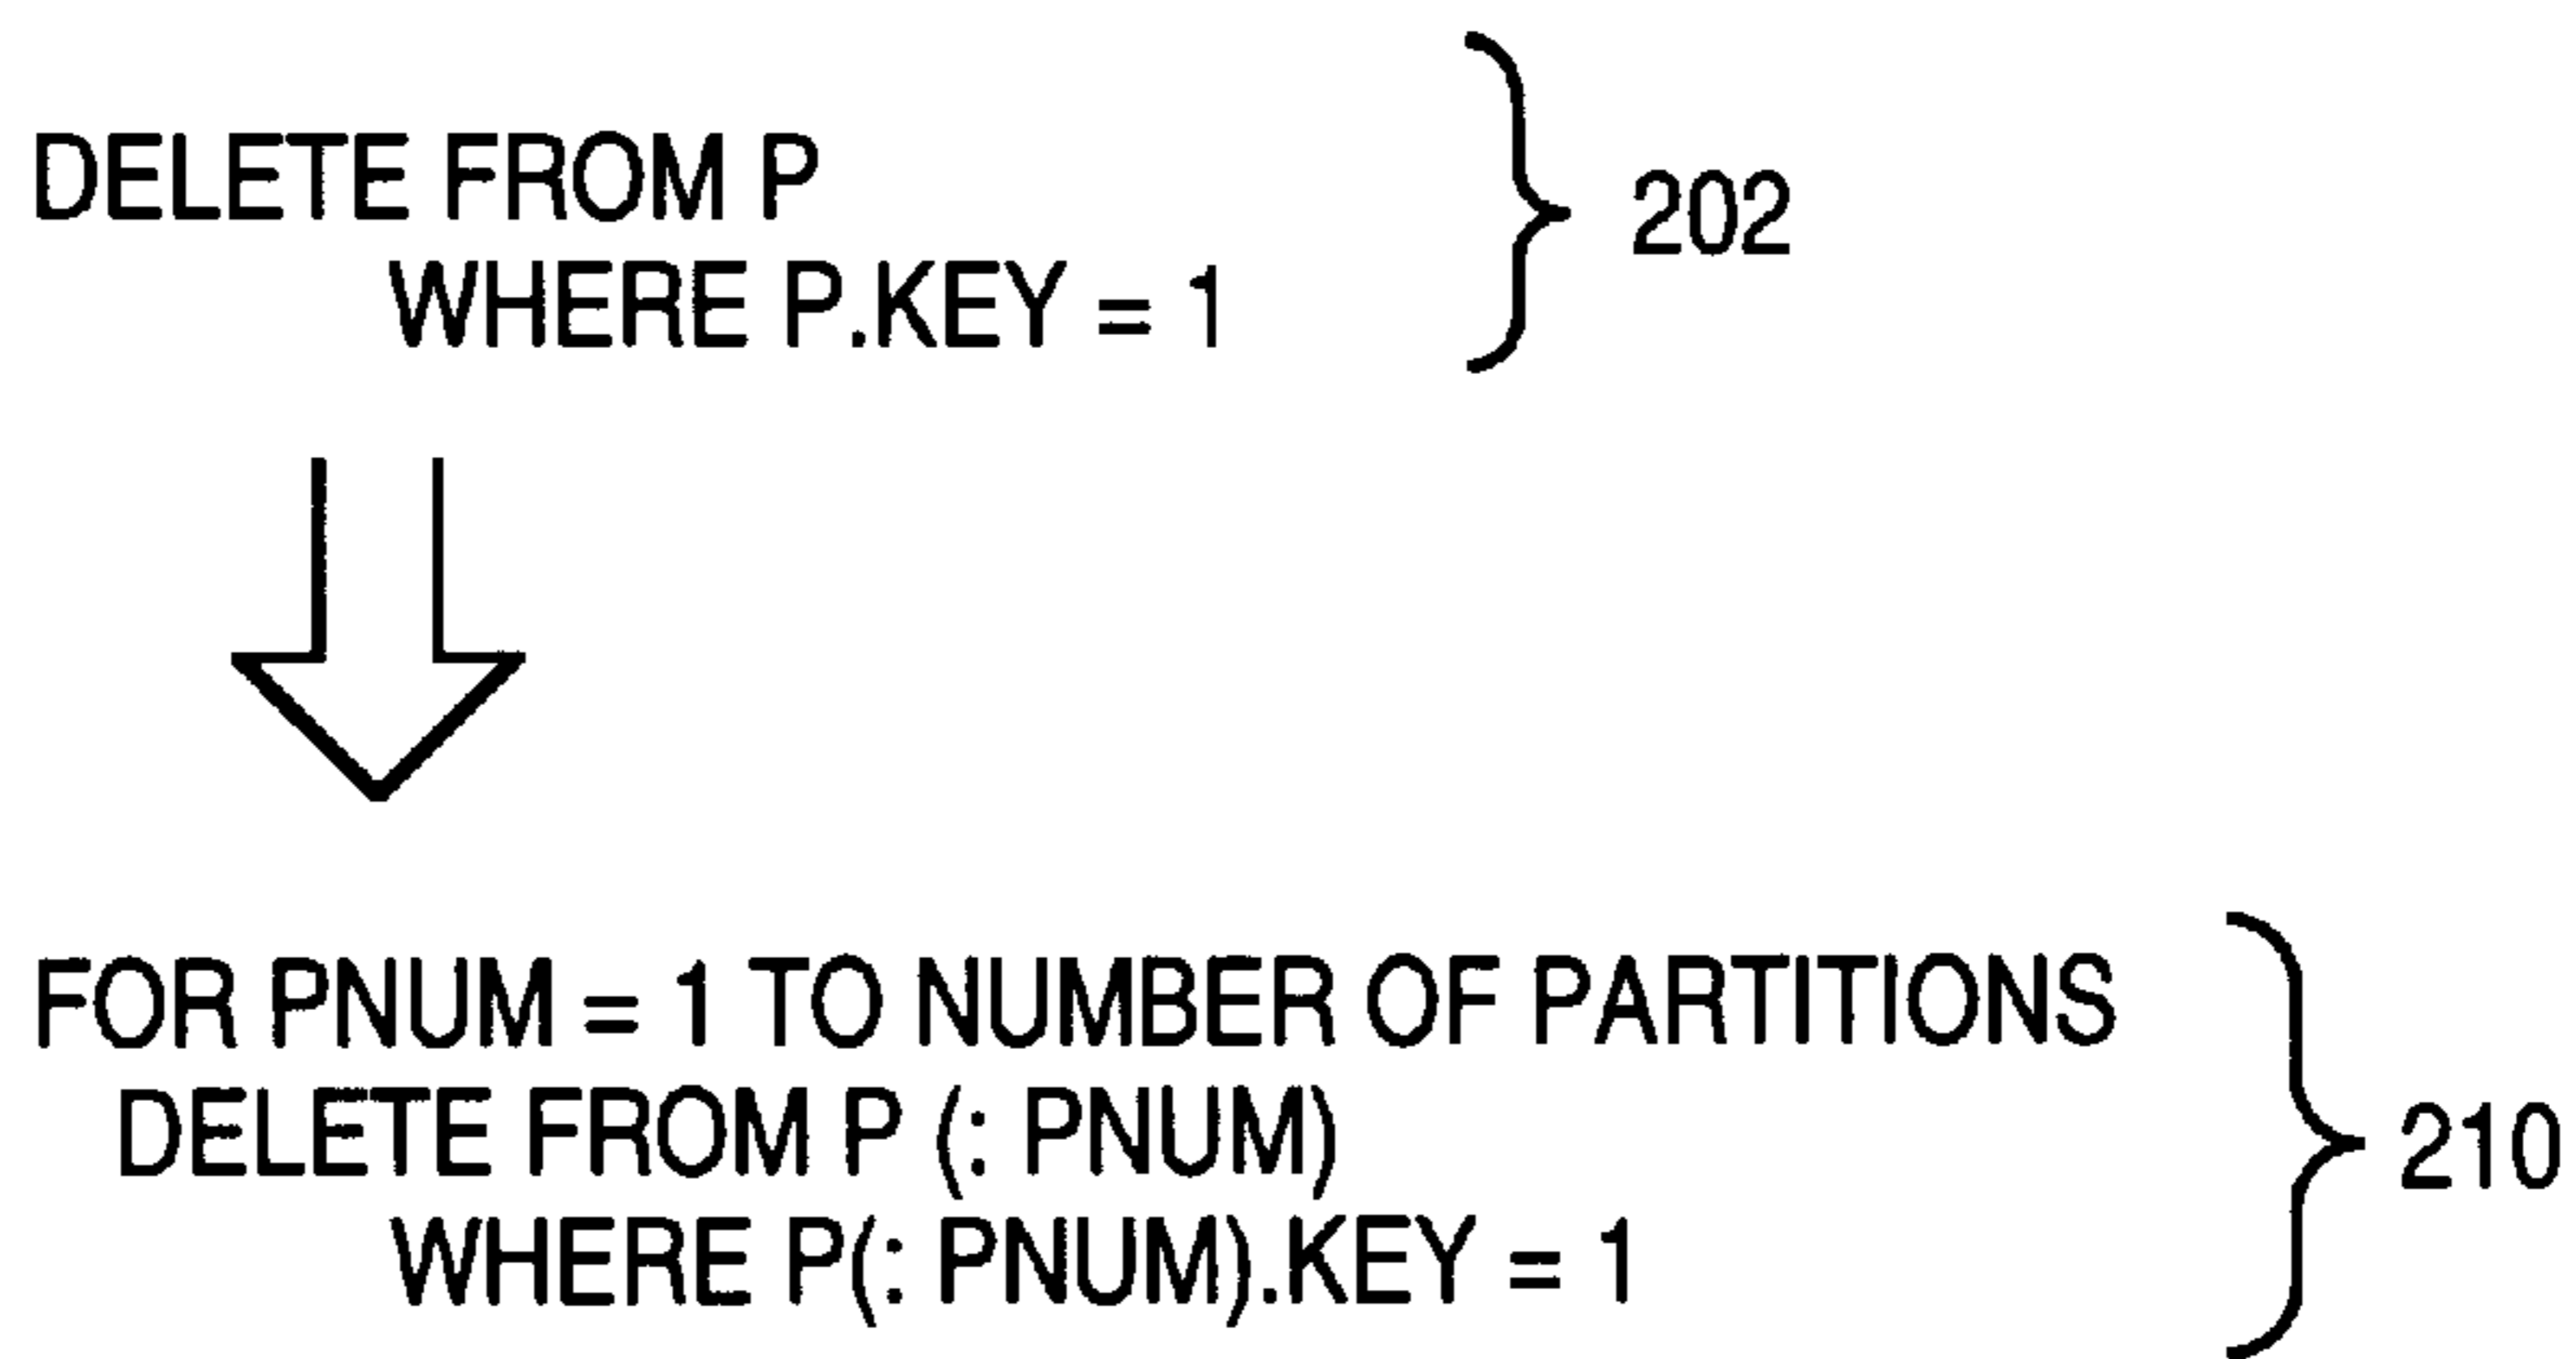 DELETE FROM P
WHERE P.KEY = 1
202
FOR PNUM = 1 TO NUMBER OF PARTITIONS
DELETE FROM P (: PNUM)
WHERE P(: PNUM).KEY = 1
210